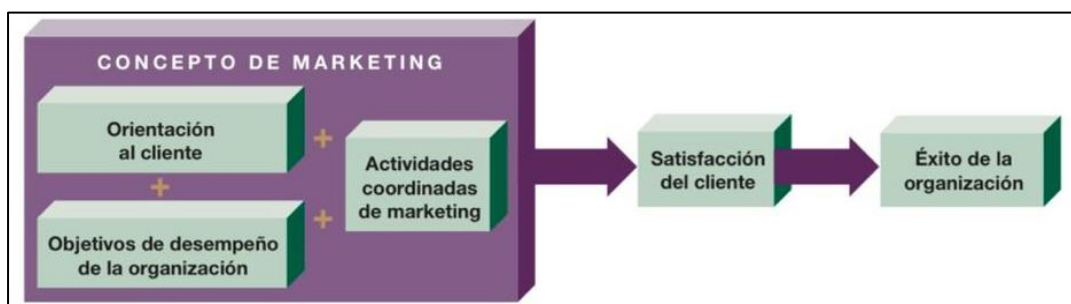 CONCEPTO DE MARKETING
Orientación
al cliente
+
+
Actividades
coordinadas
de marketing
+
Objetivos de desempeño
de la organización
Satisfacción
del cliente
Éxito de la
organización